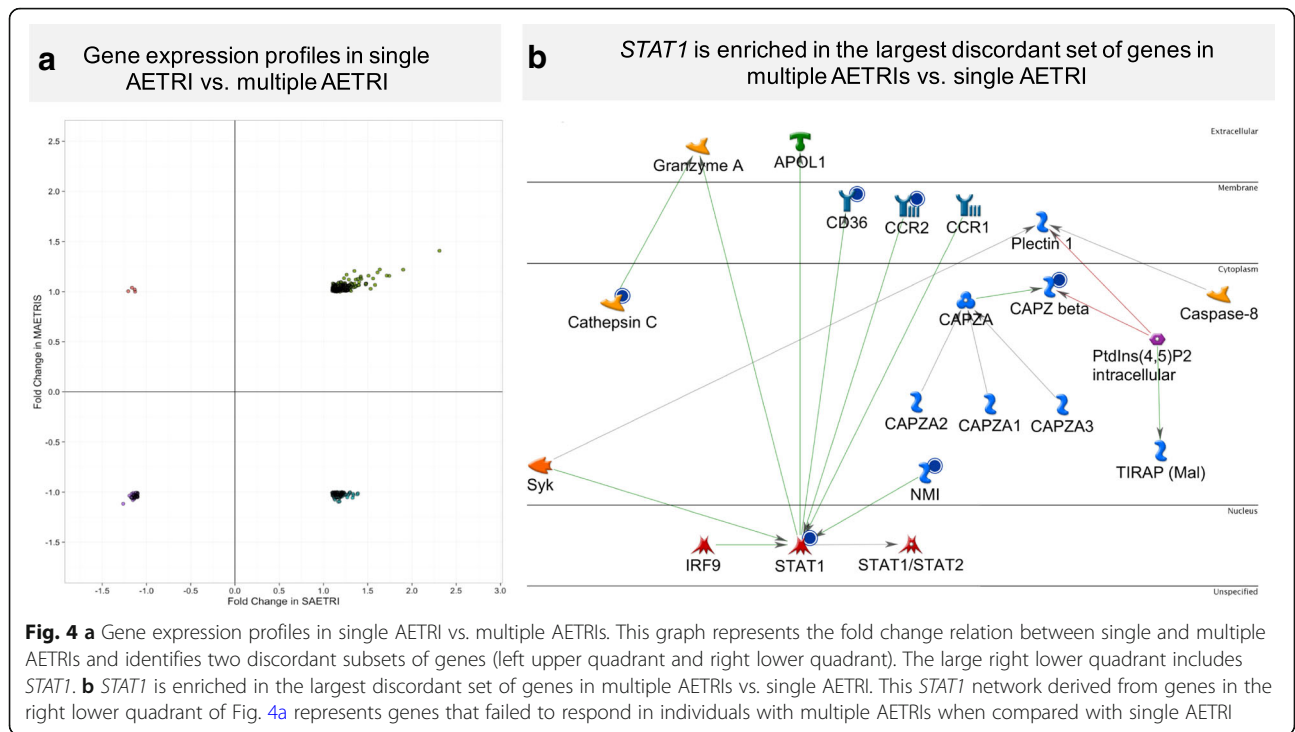 a
Gene expression profiles in single
AETRI vs. multiple AETRI
b
STAT1 is enriched in the largest discordant set of genes in
multiple AETRIs vs. single AETRI
Fold Change in MAETRIS
2.5
2.0
1.5
1.0
0.5
0.0
-0.5
-1.0
-1.5
-1.5 -1.0 -0.5 0.0 0.5 1.0 1.5 2.0 2.5 3.0
Fold Change in SAETRI
Extracellular
Granzyme A
APOL1
Membrane
CD36
CCR2
CCR1
Plectin 1
Cytoplasm
Cathepsin C
CAPZA
CAPZ beta
Caspase-8
PtdIns(4,5)P2
intracellular
CAPZA2
CAPZA1
CAPZA3
TIRAP (Mal)
Syk
NMI
Nucleus
IRF9
STAT1
STAT1/STAT2
Unspecified
Fig. 4 a Gene expression profiles in single AETRI vs. multiple AETRIs. This graph represents the fold change relation between single and multiple
AETRIs and identifies two discordant subsets of genes (left upper quadrant and right lower quadrant). The large right lower quadrant includes
STAT1. b STAT1 is enriched in the largest discordant set of genes in multiple AETRIs vs. single AETRI. This STAT1 network derived from genes in the
right lower quadrant of Fig. 4a represents genes that failed to respond in individuals with multiple AETRIs when compared with single AETRI